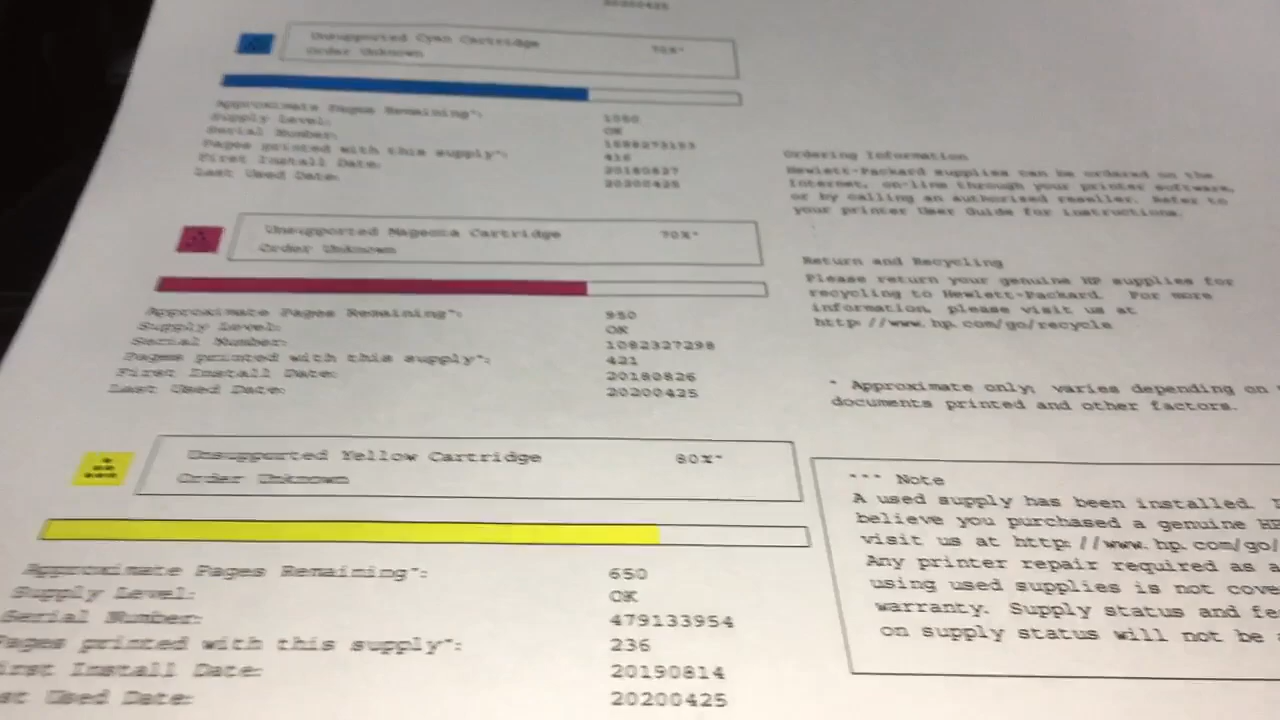 20200425
Unsupported Cyan Cartridge 70%*
Order Unknown
Approximate Pages Remaining*: 1050
Supply Level: OK
Serial Number:
Pages printed with this supply*: 416
First Install Date: 20180827
Last Used Date: 20200425
Unsupported Magenta Cartridge 70%*
Order Unknown
Approximate Pages Remaining*: 950
Supply Level: OK
Serial Number: 1082327298
Pages printed with this supply*: 421
First Install Date: 20180826
Last Used Date: 20200425
Unsupported Yellow Cartridge 80%*
Order Unknown
Approximate Pages Remaining*: 650
Supply Level: OK
Serial Number: 479133954
Pages printed with this supply*: 236
irst Install Date: 20190814
st Used Date: 20200425
Ordering Information
Hewlett-Packard supplies can be ordered on the
Internet, on-line through your printer software,
or by calling an authorized reseller. Refer to
your printer User Guide for instructions.
Return and Recycling
Please return your genuine HP supplies for
recycling to Hewlett-Packard. For more
information, please visit us at
http://www.hp.com/go/recycle
* Approximate only; varies depending on
documents printed and other factors.
*** Note
A used supply has been installed. I
believe you purchased a genuine HP
visit us at http://www.hp.com/go/
Any printer repair required as a
using used supplies is not cove
warranty. Supply status and fe
on supply status will not be a